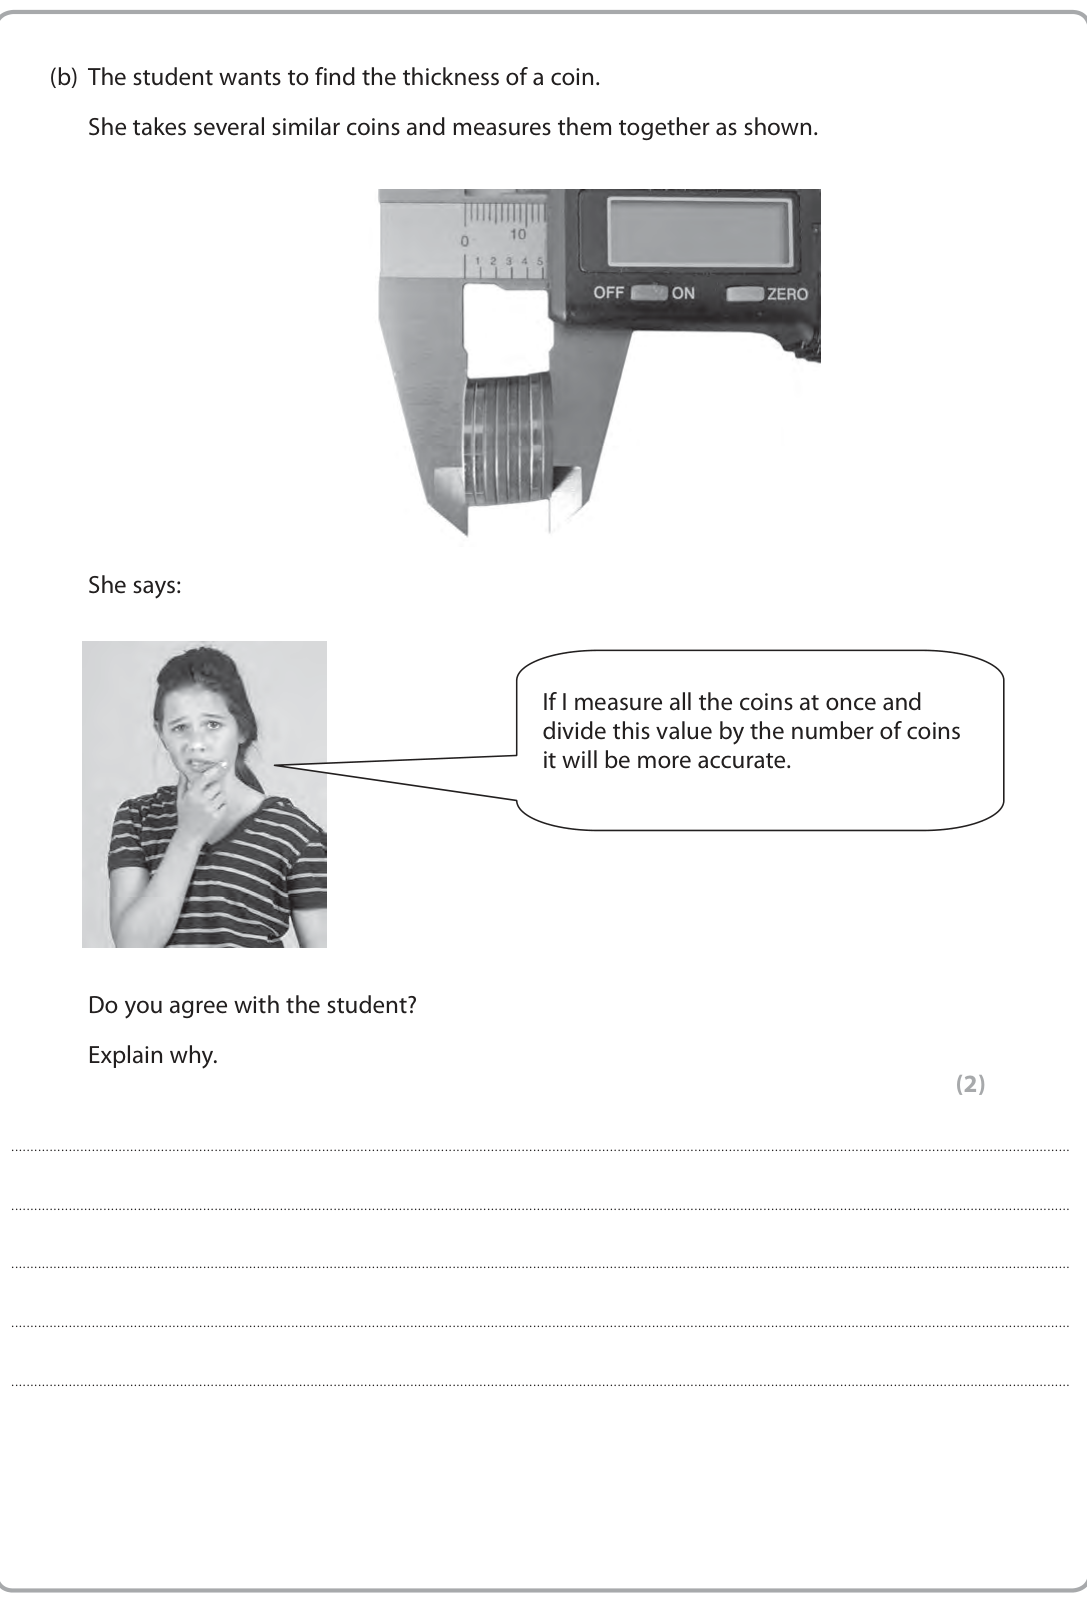 (b) The student wants to find the thickness of a coin.
She takes several similar coins and measures them together as shown.
0
10
1 2 3 4 5
OFF ON ZERO
She says:
If I measure all the coins at once and
divide this value by the number of coins
it will be more accurate.
Do you agree with the student?
Explain why.
(2)